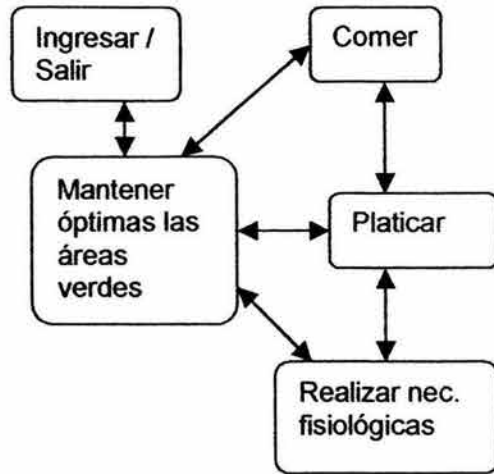 Ingresar /
Salir
Comer
Mantener
óptimas las
áreas
verdes
Platicar
Realizar nec.
fisiológicas